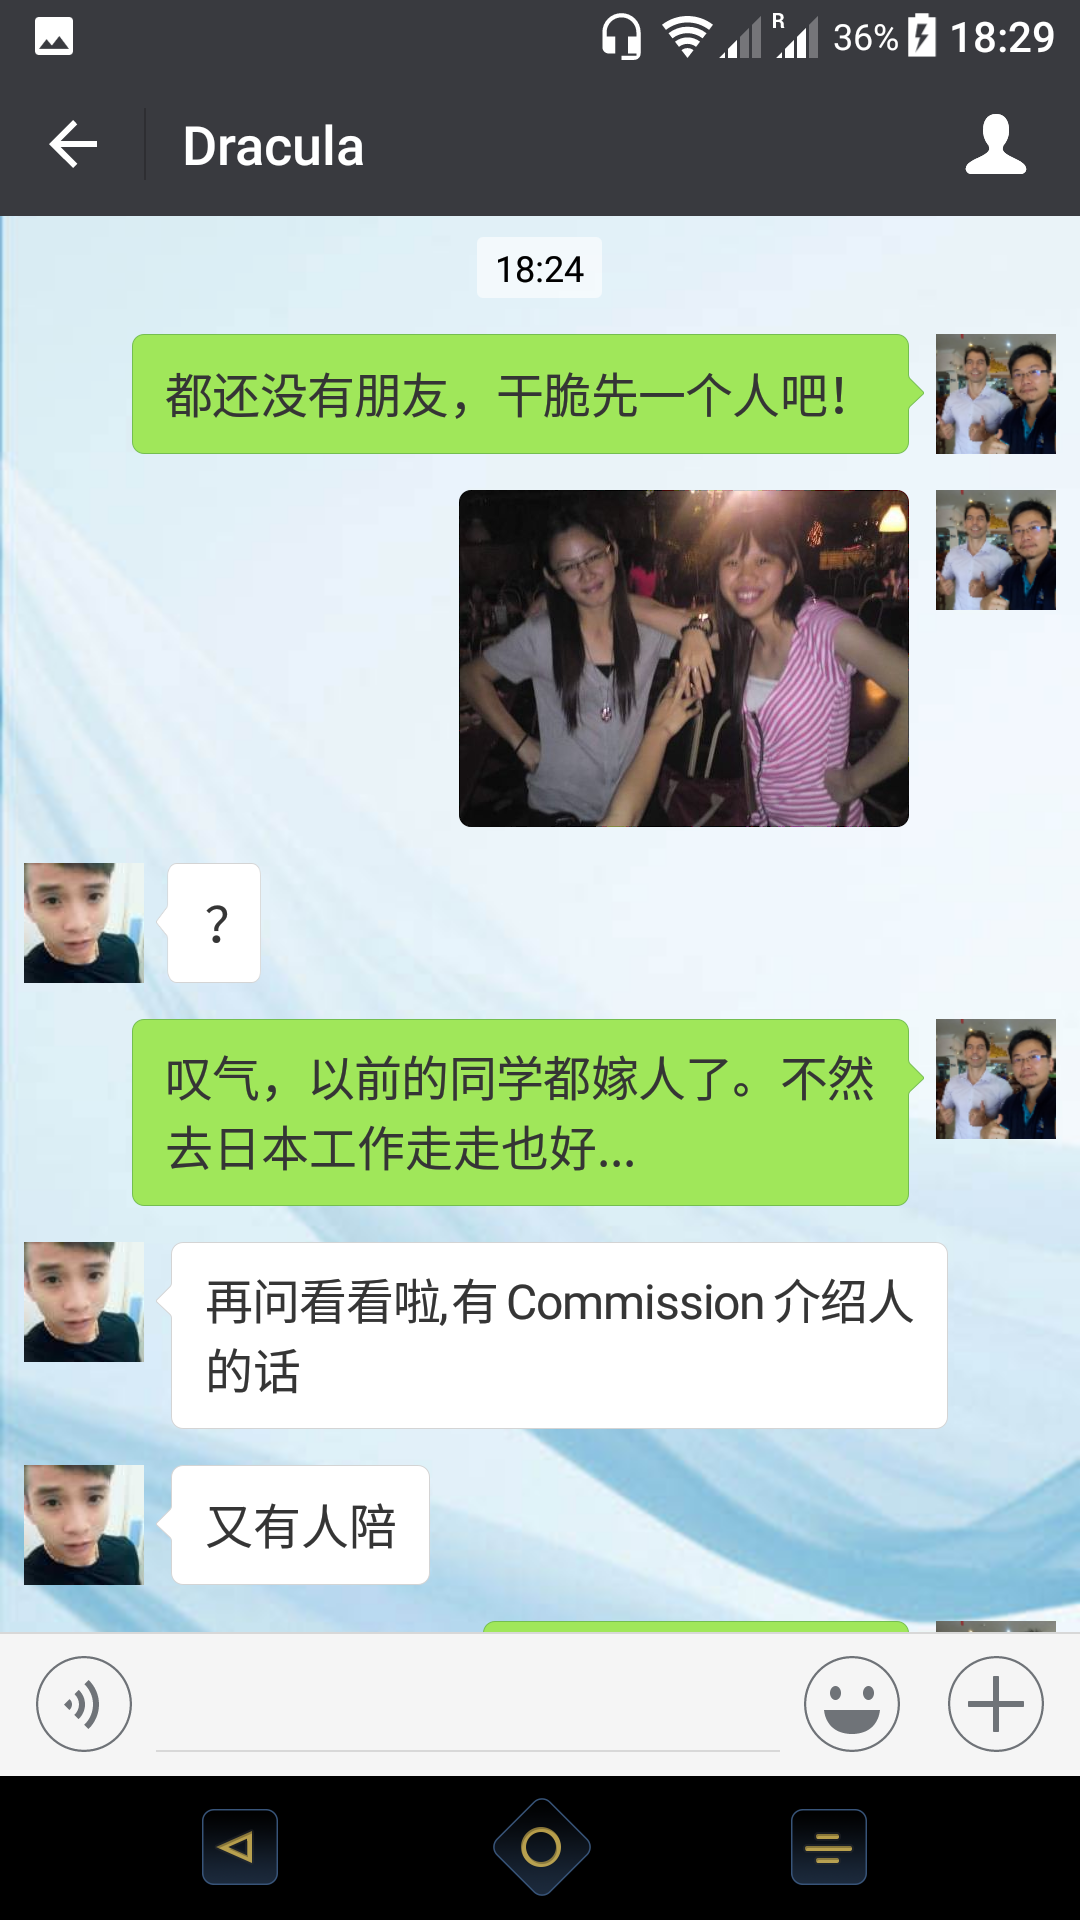 R 36% 18:29
Dracula
18:24
都还没有朋友，干脆先一个人吧！
？
叹气，以前的同学都嫁人了。不然
去日本工作走走也好...
再问看看啦,有 Commission 介绍人
的话
又有人陪